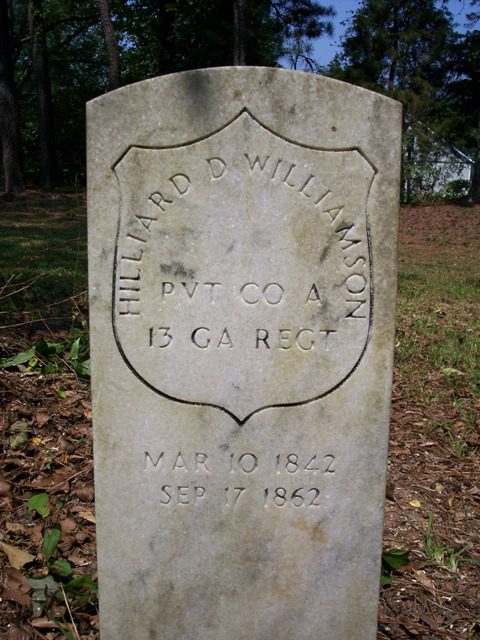 HILLIARD D WILLIAMSON
PVT CO A
13 GA REGT
MAR 10 1842
SEP 17 1862